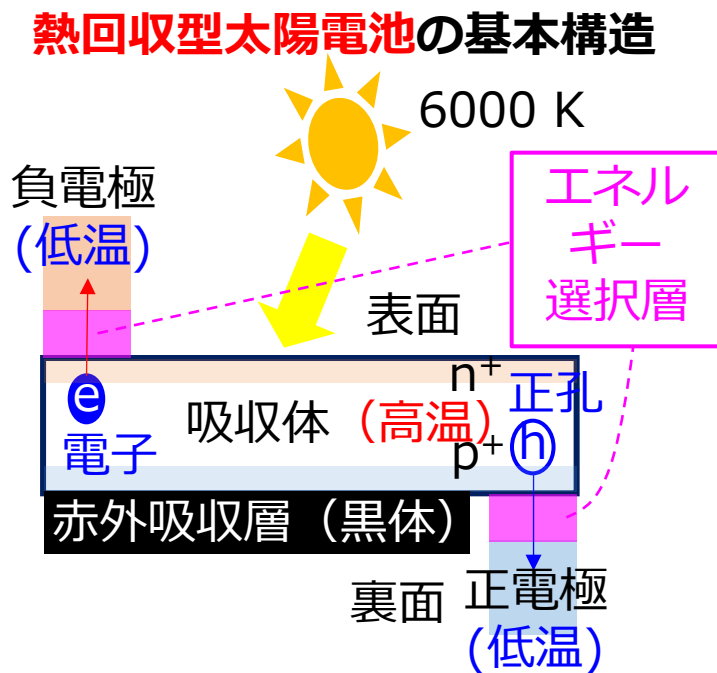 熱回収型太陽電池の基本構造
6000 K
負電極
(低温)
エネル
ギー
選択層
表面
n⁺
e
電子
吸収体（高温）
正孔
p⁺
h
赤外吸収層（黒体）
裏面
正電極
(低温)